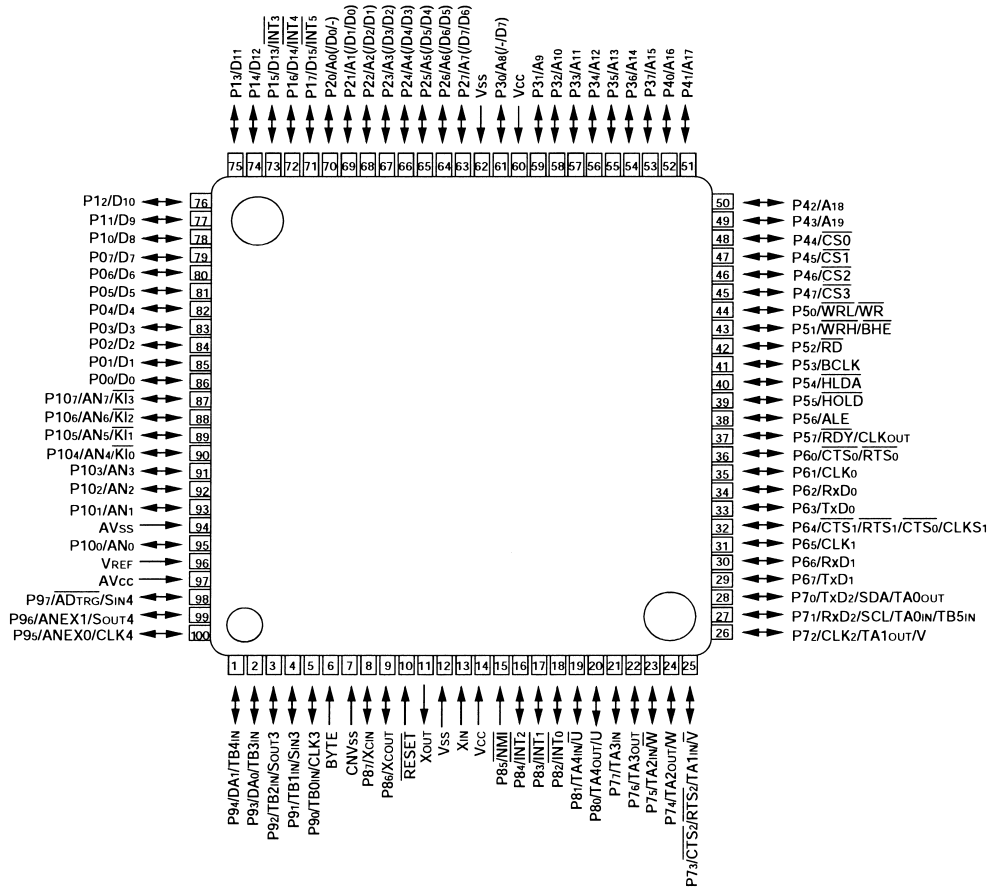 P13/D11
P14/D12
P15/D13/INT3
P16/D14/INT4
P17/D15/INT5
P20/A0(/D0/-)
P21/A1(/D1/D0)
P22/A2(/D2/D1)
P23/A3(/D3/D2)
P24/A4(/D4/D3)
P25/A5(/D5/D4)
P26/A6(/D6/D5)
P27/A7(/D7/D6)
Vss
P30/A8(/-/D7)
Vcc
P31/A9
P32/A10
P33/A11
P34/A12
P35/A13
P36/A14
P37/A15
P40/A16
P41/A17
75 74 73 72 71 70 69 68 67 66 65 64 63 62 61 60 59 58 57 56 55 54 53 52 51
P12/D10 76
P11/D9 77
P10/D8 78
P07/D7 79
P06/D6 80
P05/D5 81
P04/D4 82
P03/D3 83
P02/D2 84
P01/D1 85
P00/D0 86
P107/AN7/KI3 87
P106/AN6/KI2 88
P105/AN5/KI1 89
P104/AN4/KI0 90
P103/AN3 91
P102/AN2 92
P101/AN1 93
AVss 94
P100/AN0 95
VREF 96
AVcc 97
P97/ADTRG/SIN4 98
P96/ANEX1/SOUT4 99
P95/ANEX0/CLK4 100
50 P42/A18
49 P43/A19
48 P44/CS0
47 P45/CS1
46 P46/CS2
45 P47/CS3
44 P50/WRL/WR
43 P51/WRH/BHE
42 P52/RD
41 P53/BCLK
40 P54/HLDA
39 P55/HOLD
38 P56/ALE
37 P57/RDY/CLKOUT
36 P60/CTS0/RTS0
35 P61/CLK0
34 P62/RxD0
33 P63/TxD0
32 P64/CTS1/RTS1/CTS0/CLKS1
31 P65/CLK1
30 P66/RxD1
29 P67/TxD1
28 P70/TxD2/SDA/TA0OUT
27 P71/RxD2/SCL/TA0IN/TB5IN
26 P72/CLK2/TA1OUT/V
1 2 3 4 5 6 7 8 9 10 11 12 13 14 15 16 17 18 19 20 21 22 23 24 25
P94/DA1/TB4IN
P93/DA0/TB3IN
P92/TB2IN/SOUT3
P91/TB1IN/SIN3
P90/TB0IN/CLK3
BYTE
CNVss
P87/XCIN
P86/XCOUT
RESET
XOUT
Vss
XIN
Vcc
P85/NMI
P84/INT2
P83/INT1
P82/INT0
P81/TA4IN/U
P80/TA4OUT/U
P77/TA3IN
P76/TA3OUT
P75/TA2IN/W
P74/TA2OUT/W
P73/CTS2/RTS2/TA1IN/V